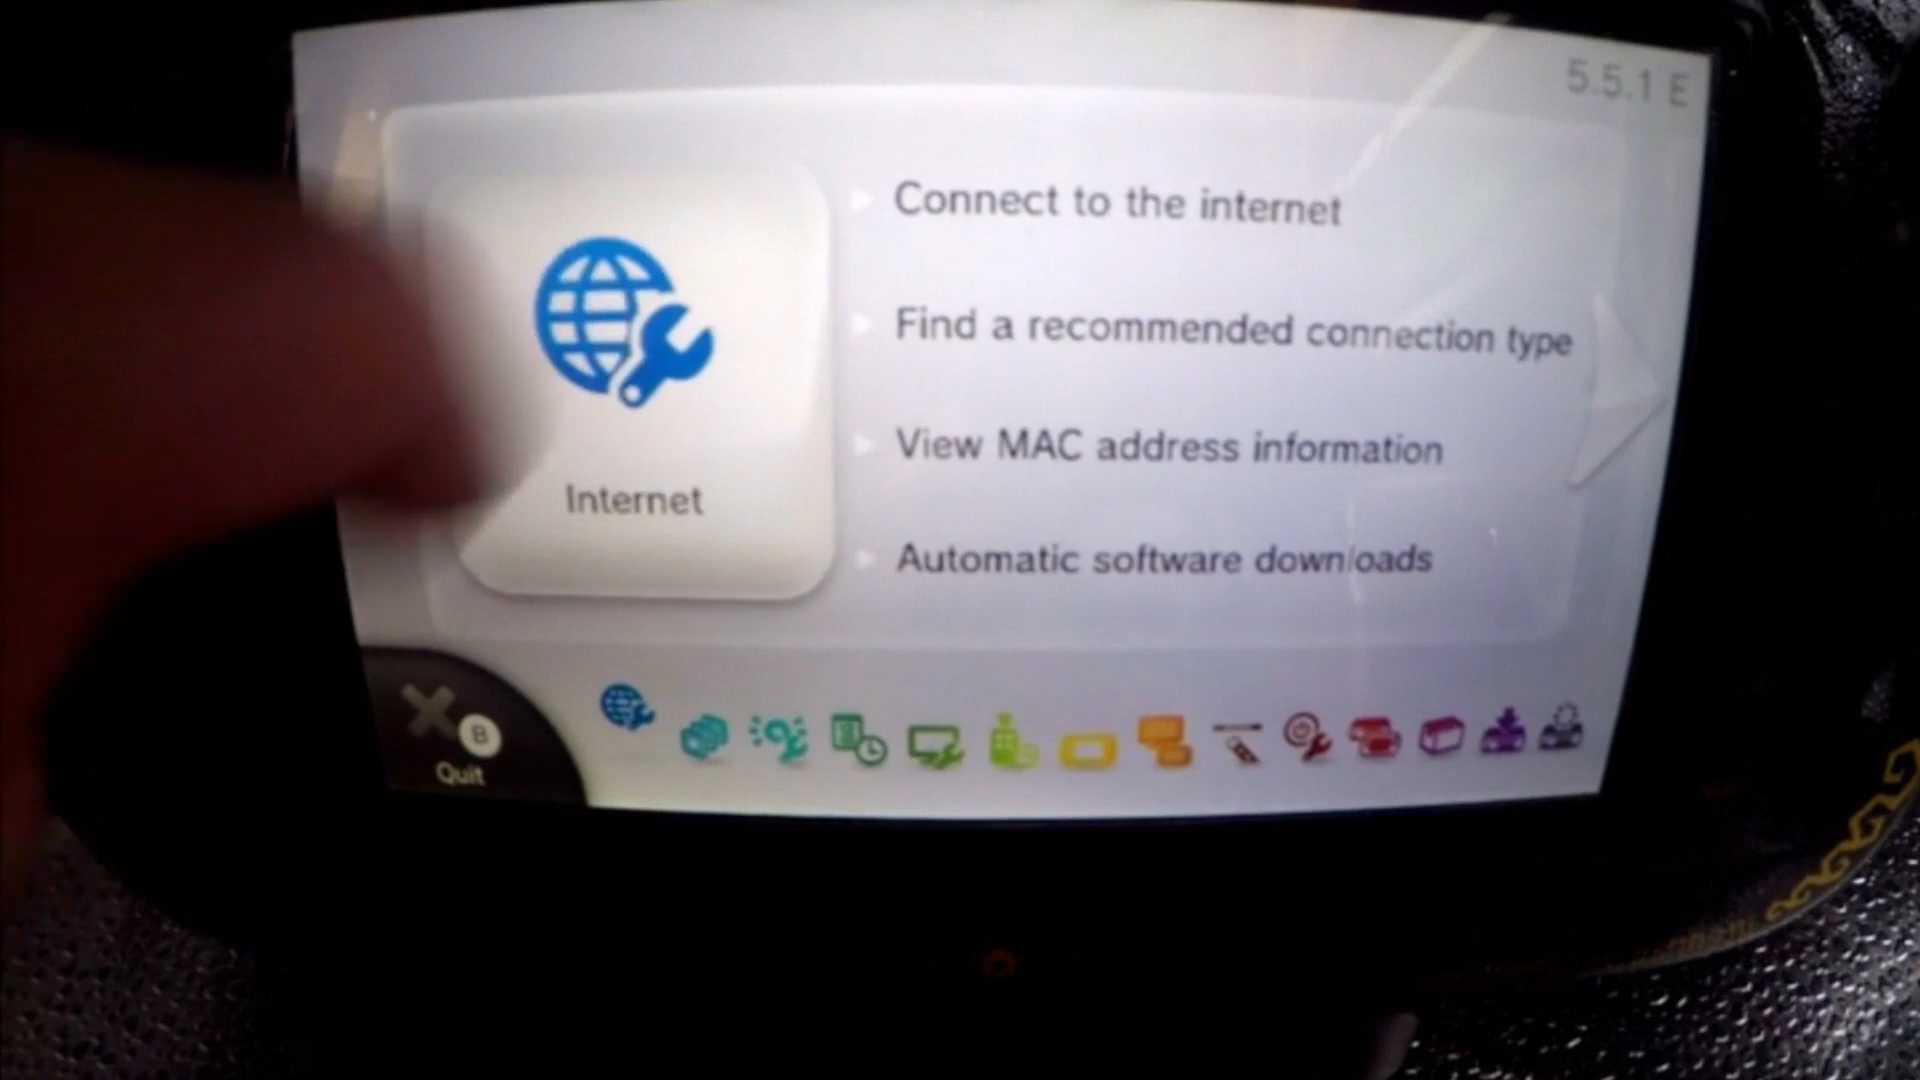 5.5.1 E
Connect to the internet
Find a recommended connection type
View MAC address information
Internet
Automatic software downloads
B
Quit